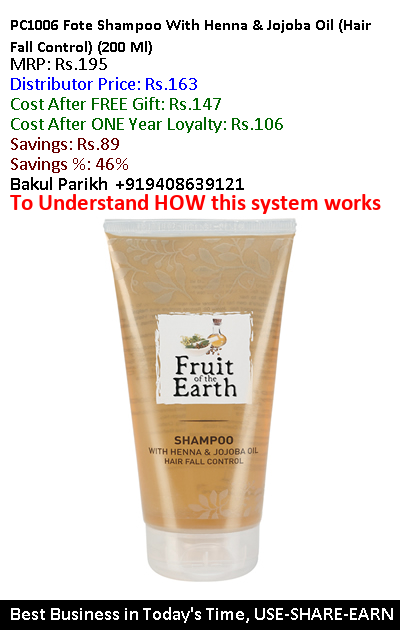 PC1006 Fote Shampoo With Henna & Jojoba Oil (Hair
Fall Control) (200 Ml)
MRP: Rs.195
Distributor Price: Rs.163
Cost After FREE Gift: Rs.147
Cost After ONE Year Loyalty: Rs.106
Savings: Rs.89
Savings %: 46%
Bakul Parikh +919408639121
To Understand HOW this system works
Fruit
of the
Earth
SHAMPOO
WITH HENNA & JOJOBA OIL
HAIR FALL CONTROL
Best Business in Today's Time, USE-SHARE-EARN